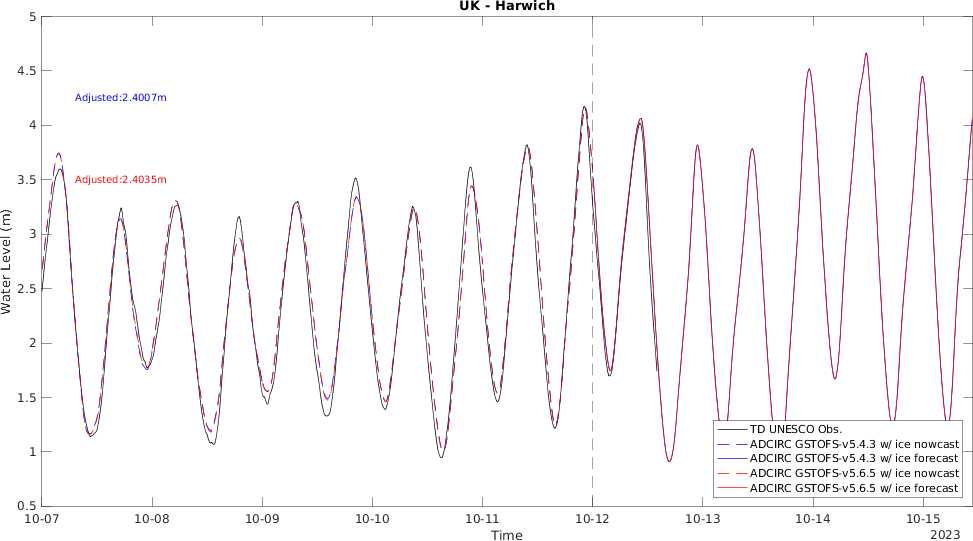 UK - Harwich
5
4.5
4
3.5
3
2.5
2
1.5
1
0.5
Water Level (m)
Adjusted:2.4007m
Adjusted:2.4035m
TD UNESCO Obs.
ADCIRC GSTOFS-v5.4.3 w/ ice nowcast
ADCIRC GSTOFS-v5.4.3 w/ ice forecast
ADCIRC GSTOFS-v5.6.5 w/ ice nowcast
ADCIRC GSTOFS-v5.6.5 w/ ice forecast
10-07 10-08 10-09 10-10 10-11 10-12 10-13 10-14 10-15
Time
2023